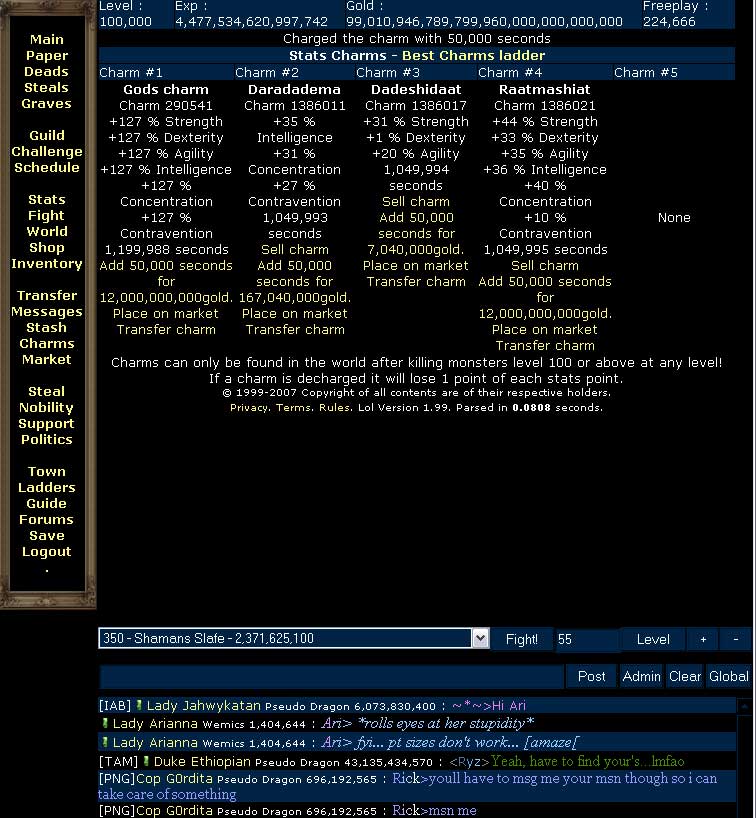 Level : Exp : Gold : Freeplay :
100,000 4,477,534,620,997,742 99,010,946,789,799,960,000,000,000,000 224,666
Charged the charm with 50,000 seconds
Stats Charms - Best Charms ladder
Charm #1 Charm #2 Charm #3 Charm #4 Charm #5
Main
Paper
Deads
Steals
Graves
Guild
Challenge
Schedule
Stats
Fight
World
Shop
Inventory
Transfer
Messages
Stash
Charms
Market
Steal
Nobility
Support
Politics
Town
Ladders
Guide
Forums
Save
Logout
.
Gods charm
Charm 290541
+127 % Strength
+127 % Dexterity
+127 % Agility
+127 % Intelligence
+127 %
Concentration
+127 %
Contravention
1,199,988 seconds
Add 50,000 seconds
for
12,000,000,000gold.
Place on market
Transfer charm
Daradadema
Charm 1386011
+35 %
Intelligence
+31 %
Concentration
+27 %
Contravention
1,049,993
seconds
Sell charm
Add 50,000
seconds for
167,040,000gold.
Place on market
Transfer charm
Dadeshidaat
Charm 1386017
+31 % Strength
+1 % Dexterity
+20 % Agility
1,049,994
seconds
Sell charm
Add 50,000
seconds for
7,040,000gold.
Place on market
Transfer charm
Raatmashiat
Charm 1386021
+44 % Strength
+33 % Dexterity
+35 % Agility
+36 % Intelligence
+40 %
Concentration
+10 %
Contravention
1,049,995 seconds
Sell charm
Add 50,000 seconds
for
12,000,000,000gold.
Place on market
Transfer charm
None
Charms can only be found in the world after killing monsters level 100 or above at any level!
If a charm is decharged it will lose 1 point of each stats point.
© 1999-2007 Copyright of all contents are of their respective holders.
Privacy. Terms. Rules. Lol Version 1.99. Parsed in 0.0808 seconds.
350 - Shamans Slafe - 2,371,625,100 Fight! 55 Level + -
Post Admin Clear Global
[IAB] Lady Jahwykatan Pseudo Dragon 6,073,830,400 : ~*~>Hi Ari
Lady Arianna Wemics 1,404,644 : Ari> *rolls eyes at her stupidity*
Lady Arianna Wemics 1,404,644 : Ari> fyi... pt sizes don't work... [amaze[
[TAM] Duke Ethiopian Pseudo Dragon 43,135,434,570 : <Ryz>Yeah, have to find your's...lmfao
[PNG]Cop G0rdita Pseudo Dragon 696,192,565 : Rick>youll have to msg me your msn though so i can
take care of something
[PNG]Cop G0rdita Pseudo Dragon 696,192,565 : Rick>msn me